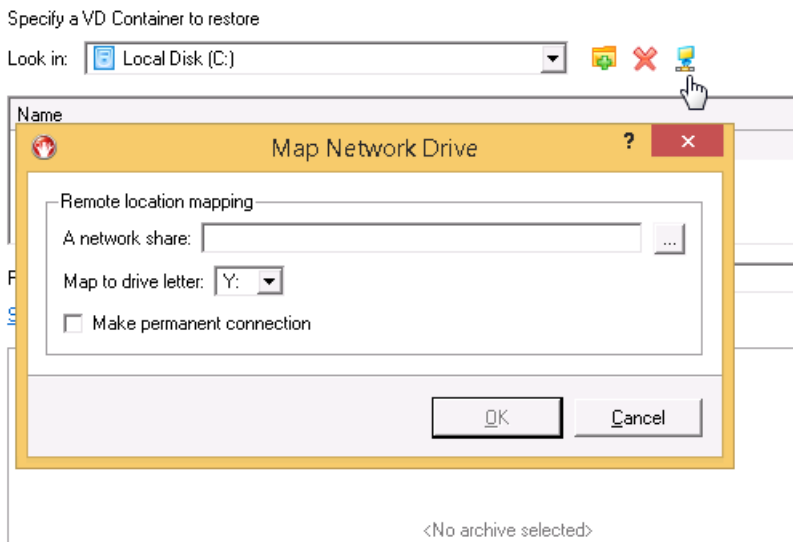 Specify a VD Container to restore
Look in: Local Disk (C:)
Name
Map Network Drive ? ×
Remote location mapping
A network share: ...
Map to drive letter: Y:
F
S
Make permanent connection
OK Cancel
<No archive selected>